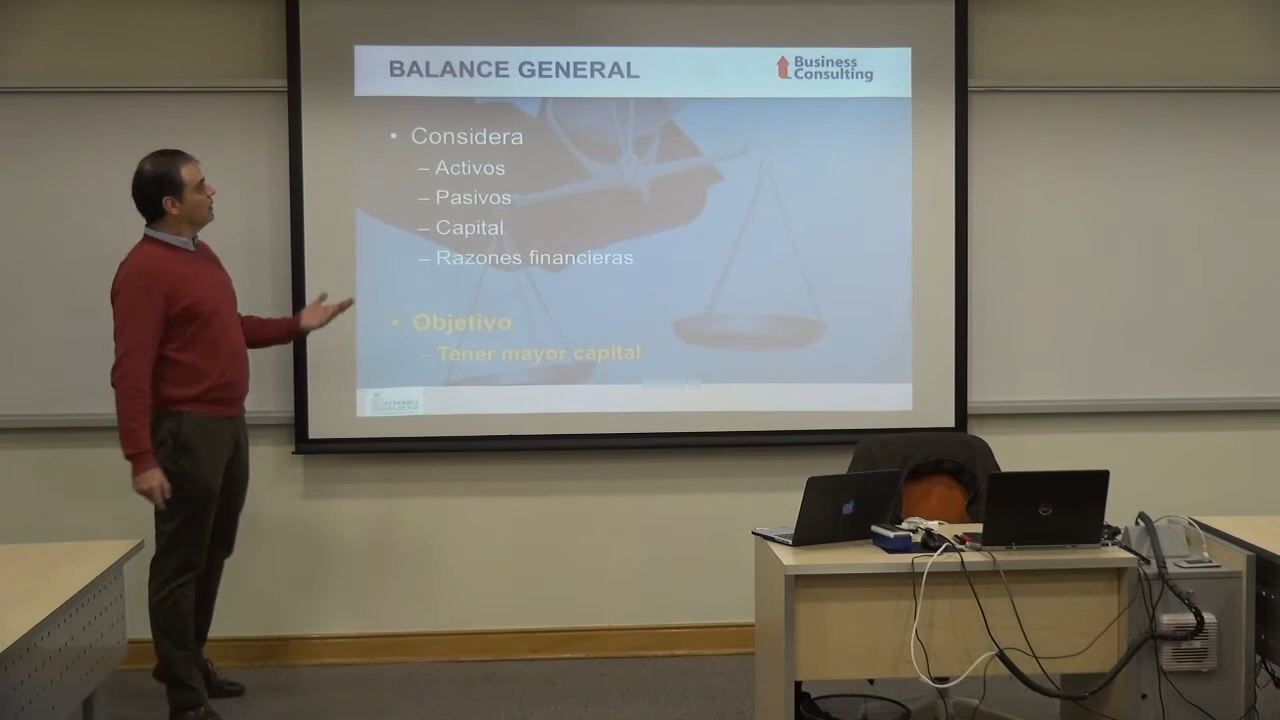 BALANCE GENERAL
Business
Consulting
• Considera
– Activos
– Pasivos
– Capital
– Razones financieras
• Objetivo
– Tener mayor capital